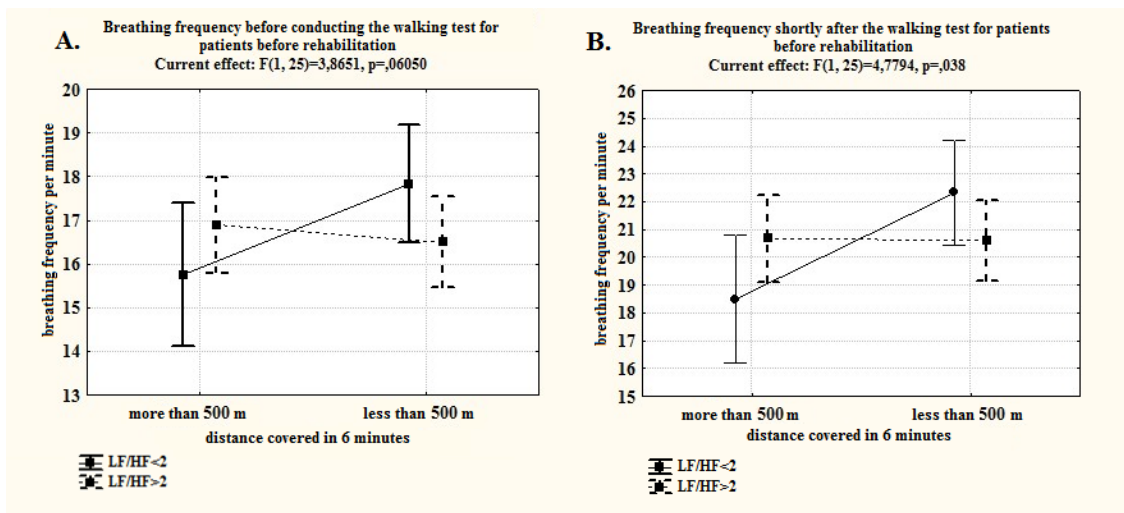 A.
Breathing frequency before conducting the walking test for
patients before rehabilitation
Current effect: F(1, 25)=3,8651, p=,06050
20
19
18
17
16
15
14
13
breathing frequency per minute
more than 500 m
less than 500 m
distance covered in 6 minutes
LF/HF<2
LF/HF>2
B.
Breathing frequency shortly after the walking test for patients
before rehabilitation
Current effect: F(1, 25)=4,7794, p=,038
26
25
24
23
22
21
20
19
18
17
16
15
breathing frequency per minute
more than 500 m
less than 500 m
distance covered in 6 minutes
LF/HF<2
LF/HF>2